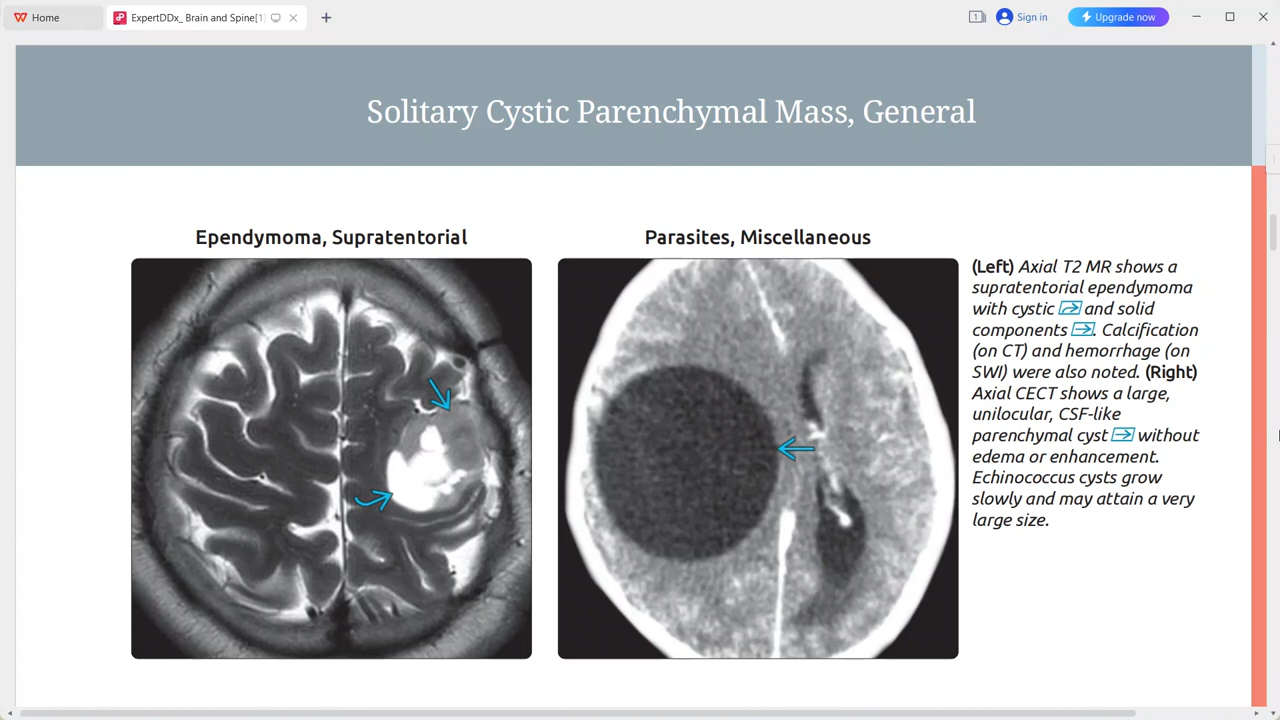 Home
ExpertDDx_ Brain and Spine[1]
1
Sign in
Upgrade now
Solitary Cystic Parenchymal Mass, General
Ependymoma, Supratentorial
Parasites, Miscellaneous
(Left) Axial T2 MR shows a
supratentorial ependymoma
with cystic and solid
components . Calcification
(on CT) and hemorrhage (on
SWI) were also noted. (Right)
Axial CECT shows a large,
unilocular, CSF-like
parenchymal cyst without
edema or enhancement.
Echinococcus cysts grow
slowly and may attain a very
large size.